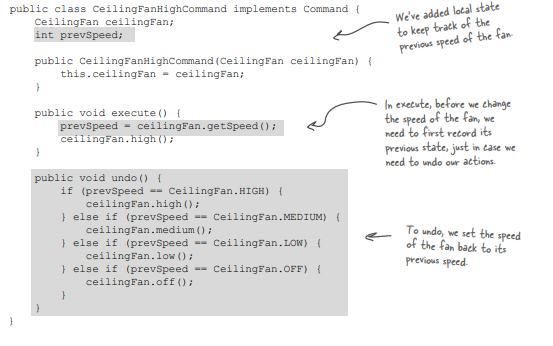 public class CeilingFanHighCommand implements Command {
    CeilingFan ceilingFan;
    int prevSpeed;
    public CeilingFanHighCommand(CeilingFan ceilingFan) {
        this.ceilingFan = ceilingFan;
    }
    public void execute() {
        prevSpeed = ceilingFan.getSpeed();
        ceilingFan.high();
    }
    public void undo() {
        if (prevSpeed == CeilingFan.HIGH) {
            ceilingFan.high();
        } else if (prevSpeed == CeilingFan.MEDIUM) {
            ceilingFan.medium();
        } else if (prevSpeed == CeilingFan.LOW) {
            ceilingFan.low();
        } else if (prevSpeed == CeilingFan.OFF) {
            ceilingFan.off();
        }
    }
}
We've added local state
to keep track of the
previous speed of the fan.
In execute, before we change
the speed of the fan, we
need to first record its
previous state, just in case we
need to undo our actions.
To undo, we set the speed
of the fan back to its
previous speed.